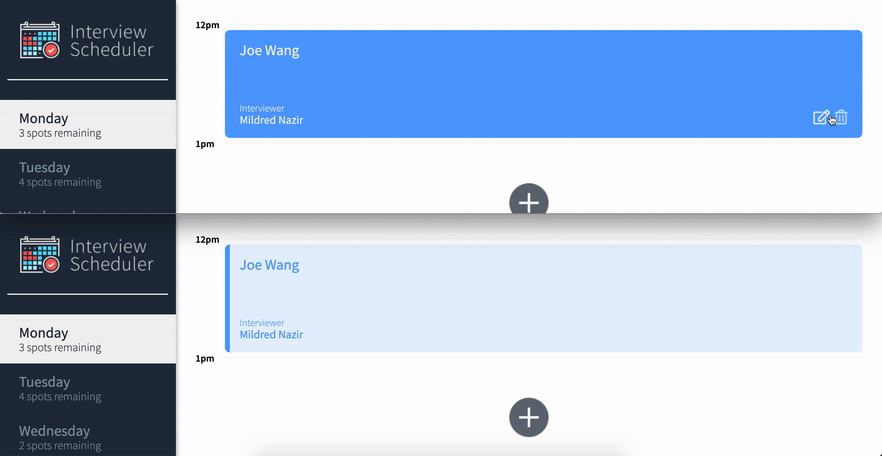 Interview
Scheduler
Monday
3 spots remaining
Tuesday
4 spots remaining
12pm
Joe Wang
Interviewer
Mildred Nazir
1pm
Interview
Scheduler
Monday
3 spots remaining
Tuesday
4 spots remaining
Wednesday
2 spots remaining
12pm
Joe Wang
Interviewer
Mildred Nazir
1pm